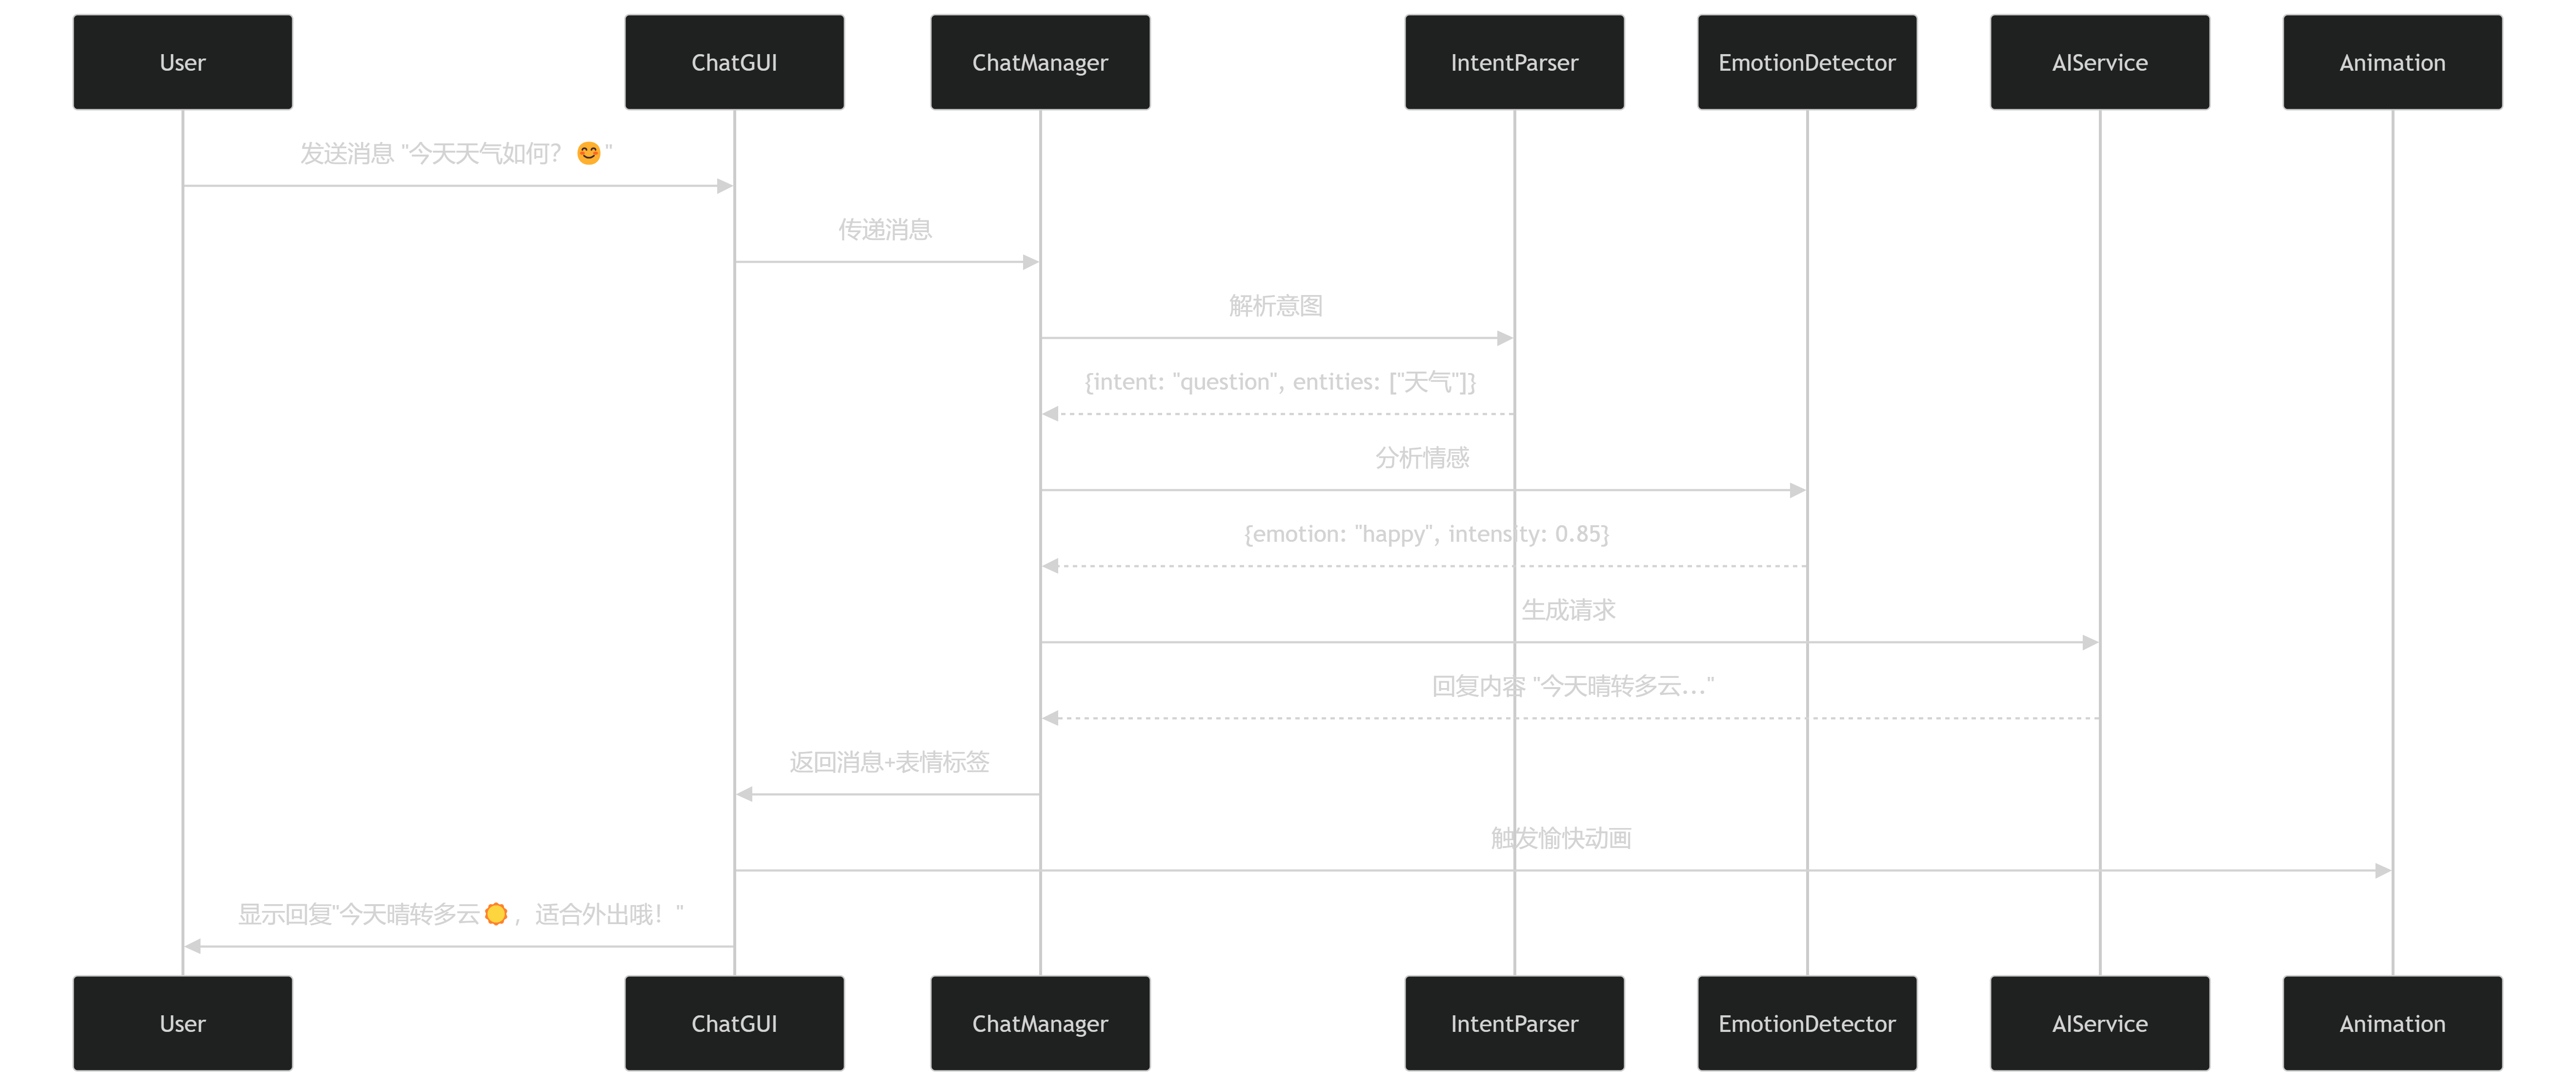 User
ChatGUI
ChatManager
IntentParser
EmotionDetector
AIService
Animation
发送消息 "今天天气如何？😊"
传递消息
解析意图
{intent: "question", entities: ["天气"]}
分析情感
{emotion: "happy", intensity: 0.85}
生成请求
回复内容 "今天晴转多云..."
返回消息+表情标签
触发愉快动画
显示回复"今天晴转多云☀️，适合外出哦！"
User
ChatGUI
ChatManager
IntentParser
EmotionDetector
AIService
Animation